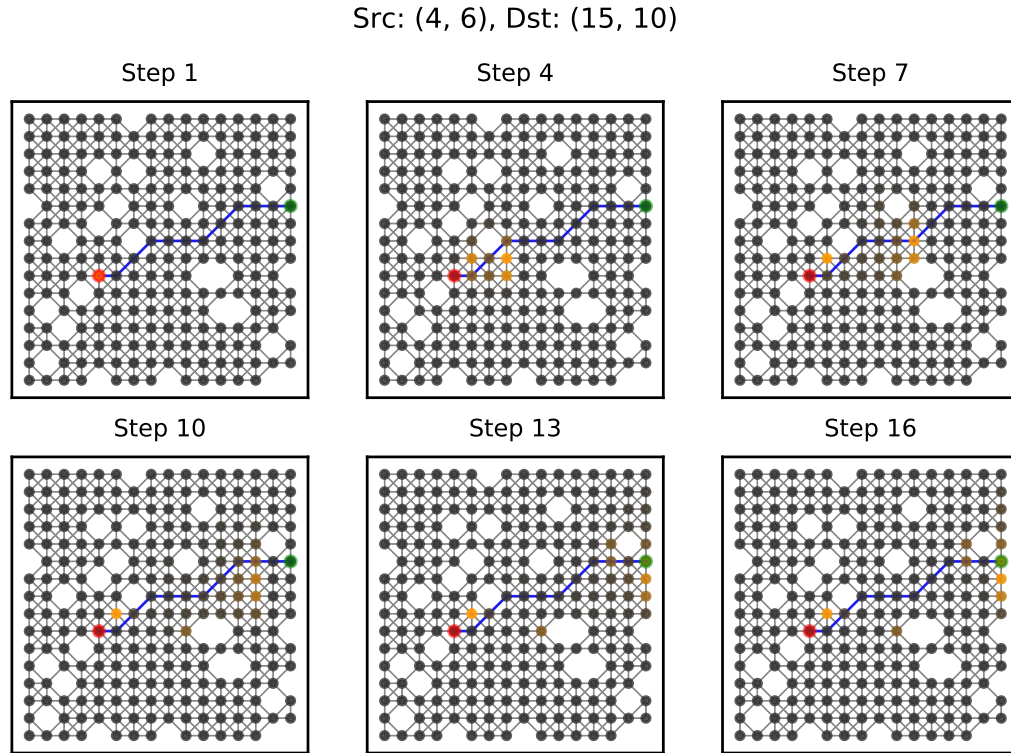 Src: (4, 6), Dst: (15, 10)
Step 1
Step 4
Step 7
Step 10
Step 13
Step 16